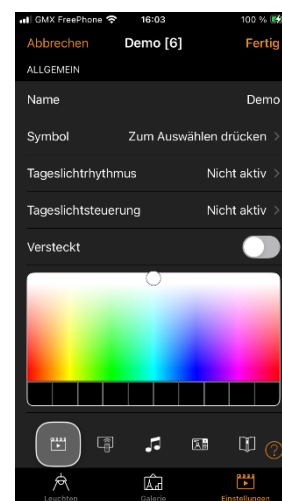 GMX FreePhone 16:03 100 %
Abbrechen Demo [6] Fertig
ALLGEMEIN
Name Demo
Symbol Zum Auswählen drücken >
Tageslichtrhythmus Nicht aktiv >
Tageslichtsteuerung Nicht aktiv >
Versteckt
?
Leuchten Galerie Einstellungen